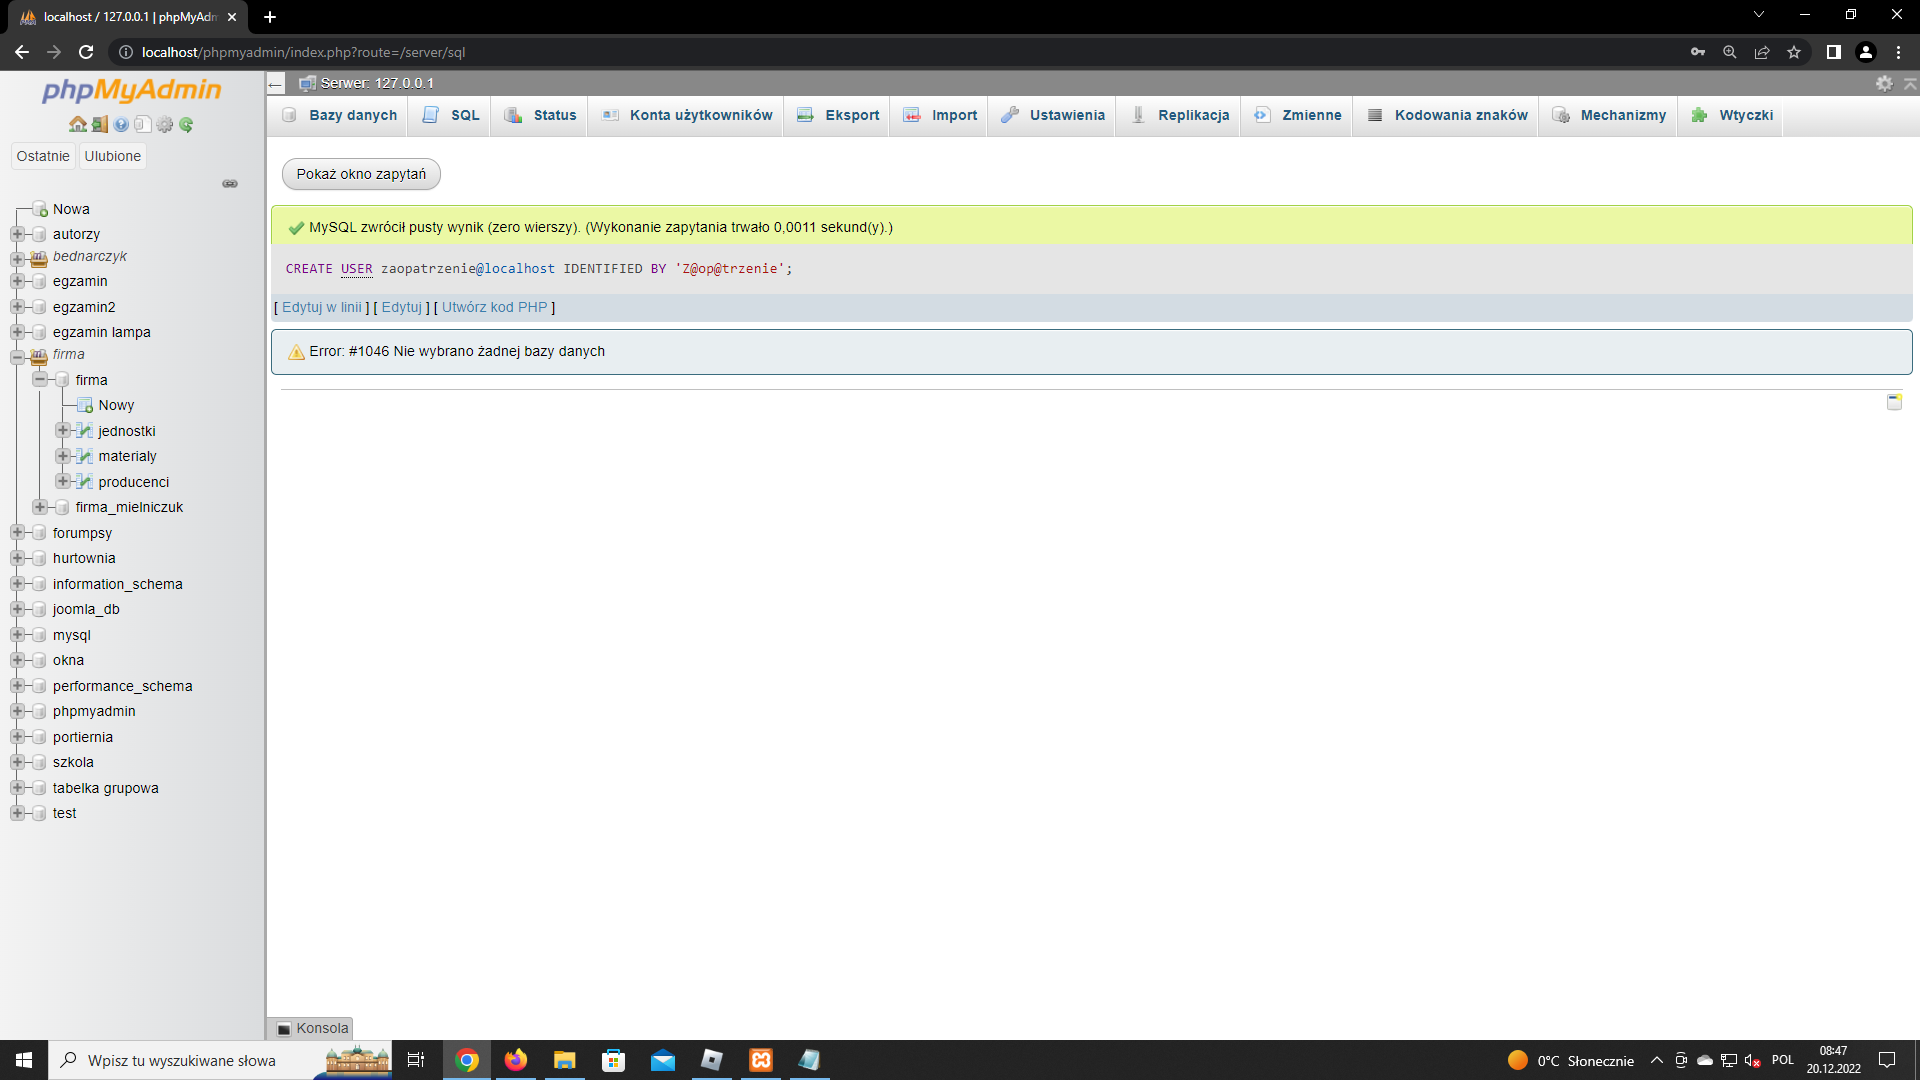 localhost / 127.0.0.1 | phpMyAdm
localhost/phpmyadmin/index.php?route=/server/sql
phpMyAdmin
Ostatnie
Ulubione
Nowa
autorzy
bednarczyk
egzamin
egzamin2
egzamin lampa
firma
firma
Nowy
jednostki
materialy
producenci
firma_mielniczuk
forumpsy
hurtownia
information_schema
joomla_db
mysql
okna
performance_schema
phpmyadmin
portiernia
szkola
tabelka grupowa
test
Serwer: 127.0.0.1
Bazy danych
SQL
Status
Konta użytkowników
Eksport
Import
Ustawienia
Replikacja
Zmienne
Kodowania znaków
Mechanizmy
Wtyczki
Pokaż okno zapytań
MySQL zwrócił pusty wynik (zero wierszy). (Wykonanie zapytania trwało 0,0011 sekund(y).)
CREATE USER zaopatrzenie@localhost IDENTIFIED BY 'Z@op@trzenie';
[ Edytuj w linii ] [ Edytuj ] [ Utwórz kod PHP ]
Error: #1046 Nie wybrano żadnej bazy danych
Konsola
Wpisz tu wyszukiwane słowa
0°C Słonecznie
POL
08:47
20.12.2022